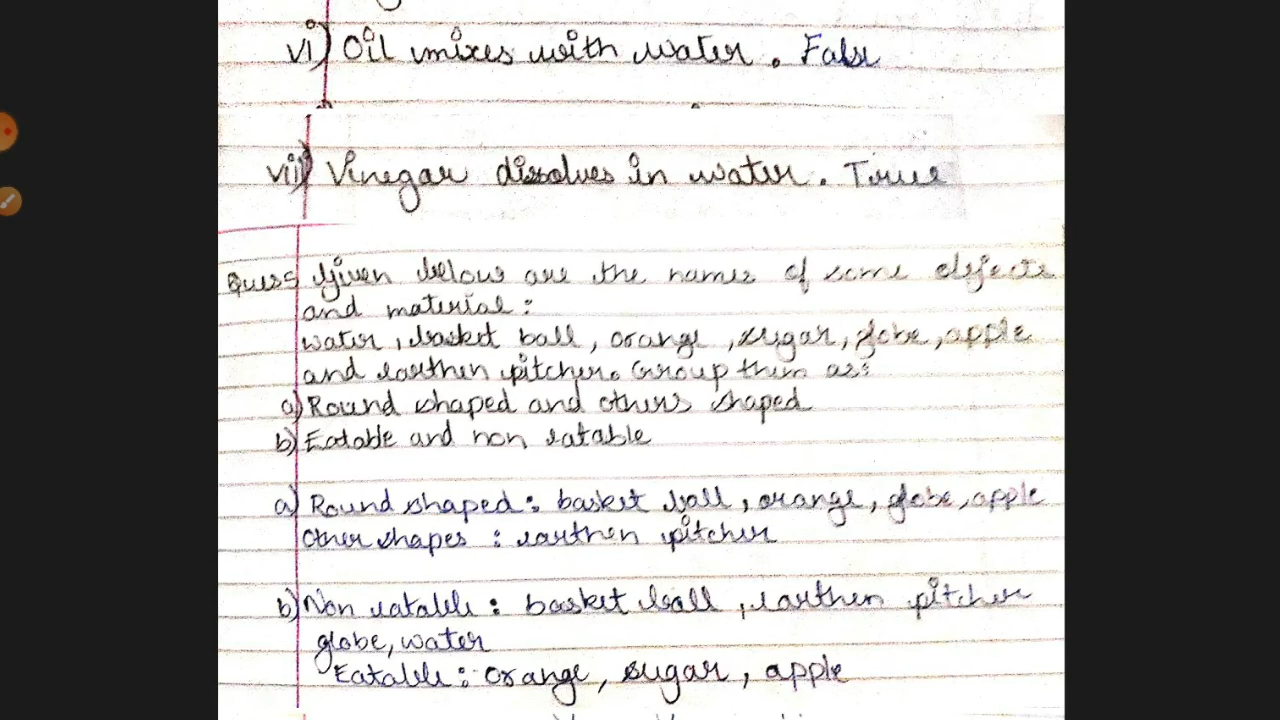 vi) Oil mixes with water. False
vii) Vinegar dissolves in water. True
Ques5 Given below are the names of some objects
and material:
water, basket ball, orange, sugar, globe, apple
and earthen pitcher. Group them as:
a) Round shaped and others shaped
b) Eatable and non eatable
a) Round shaped: basket ball, orange, globe, apple
Other shapes: earthen pitcher
b) Non eatable: basket ball, earthen pitcher
globe, water
Eatable:- orange, sugar, apple